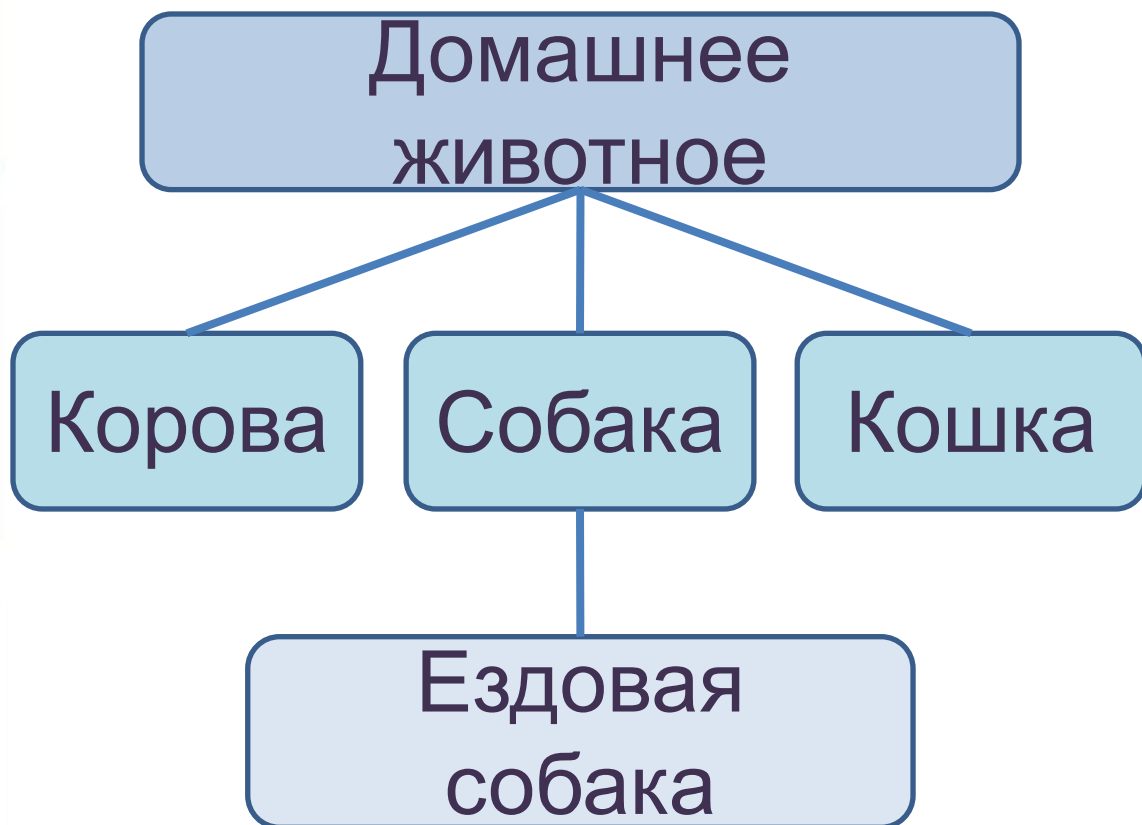 Домашнее
животное
Корова
Собака
Кошка
Ездовая
собака